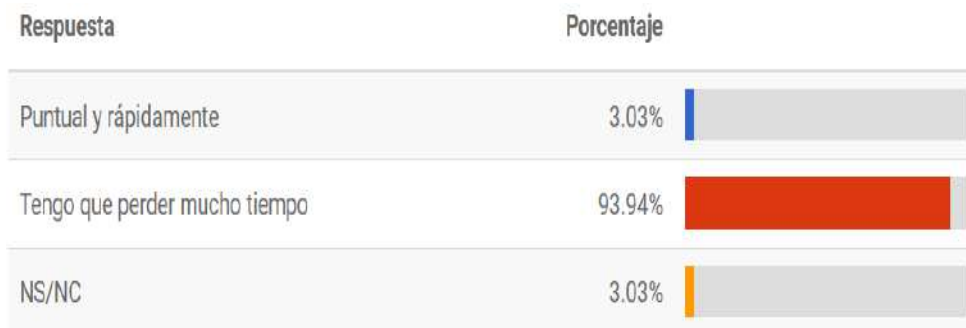 Respuesta Porcentaje
Puntual y rápidamente 3.03%
Tengo que perder mucho tiempo 93.94%
NS/NC 3.03%